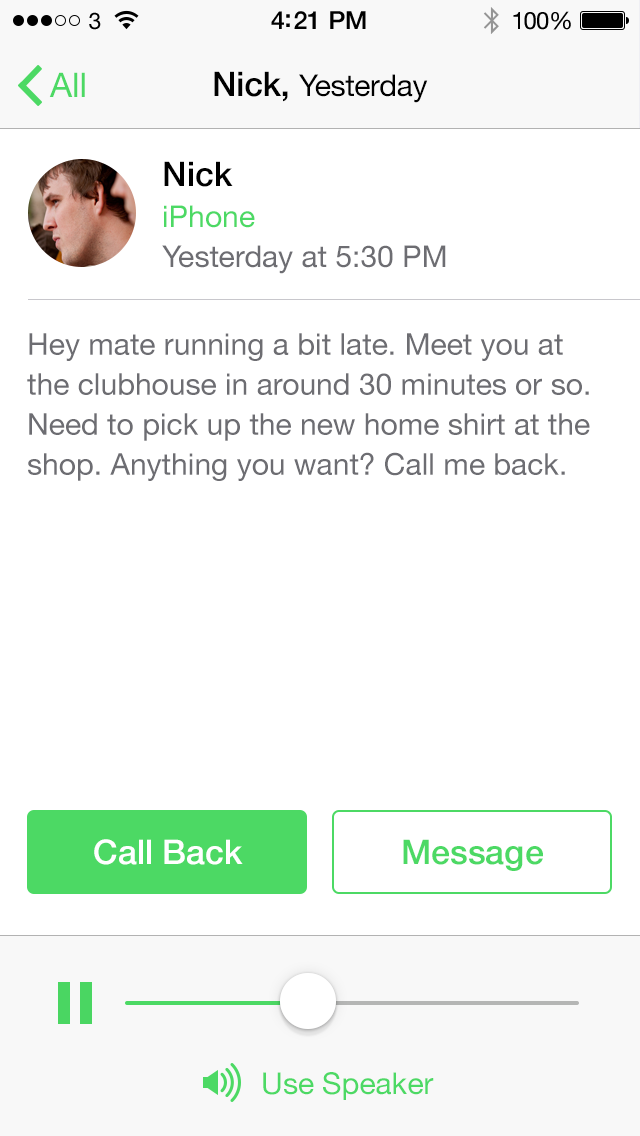 3 4:21 PM 100%
All Nick, Yesterday
Nick
iPhone
Yesterday at 5:30 PM
Hey mate running a bit late. Meet you at
the clubhouse in around 30 minutes or so.
Need to pick up the new home shirt at the
shop. Anything you want? Call me back.
Call Back Message
Use Speaker